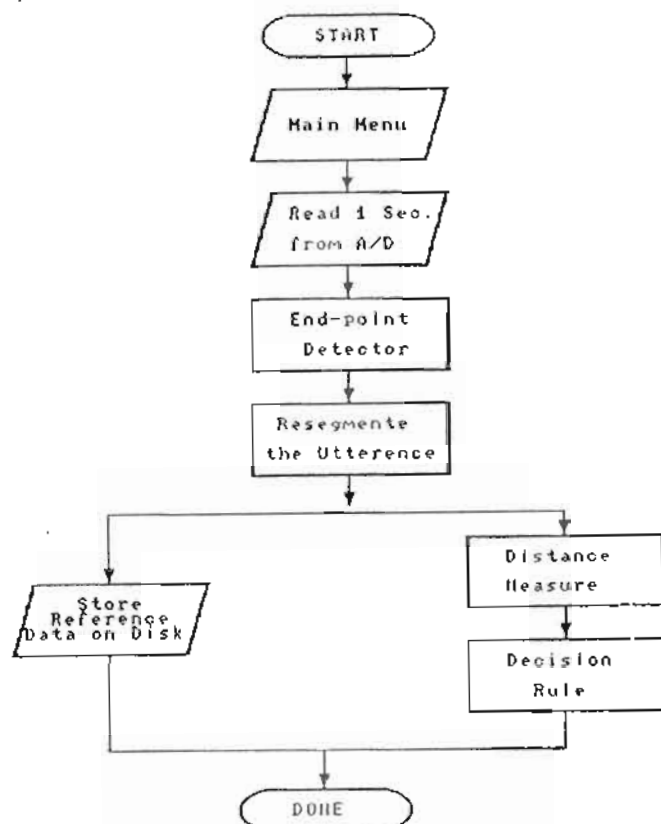 START
Main Menu
Read 1 Sec.
from A/D
End-point
Detector
Resegmente
the Utterence
Distance
Measure
Store
Reference
Data on Disk
Decision
Rule
DONE